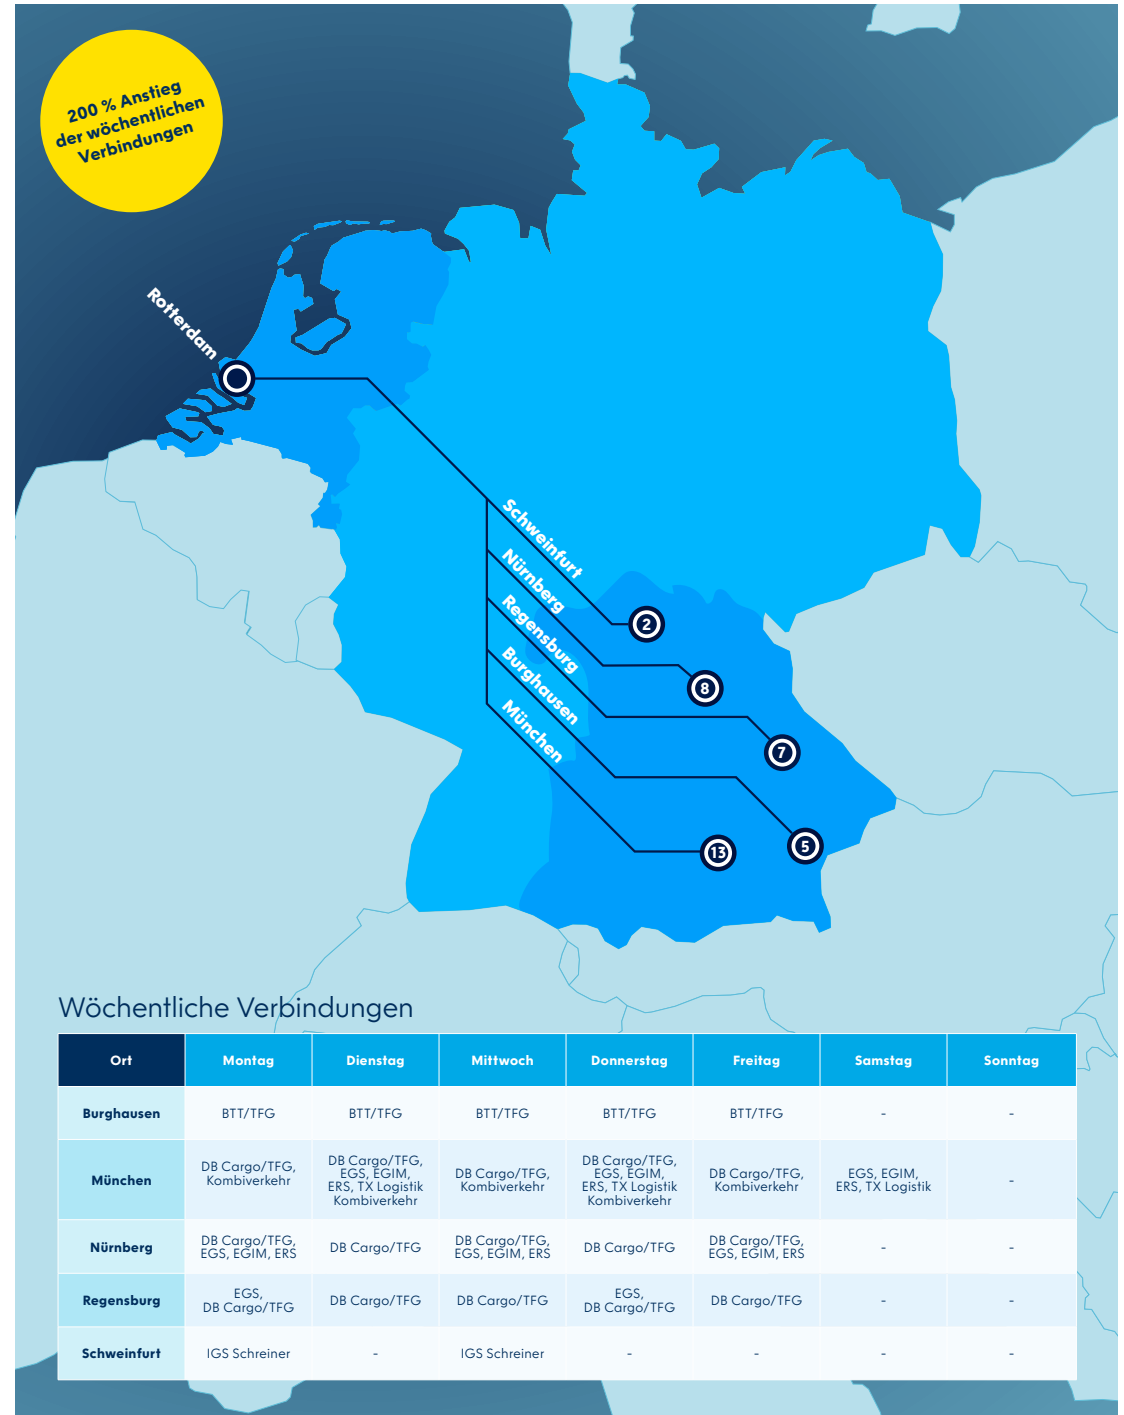 200 % Anstieg
der wöchentlichen
Verbindungen
Rotterdam
Schweinfurt
2
Nürnberg
8
Regensburg
7
Burghausen
5
München
13
Wöchentliche Verbindungen
Ort Montag Dienstag Mittwoch Donnerstag Freitag Samstag Sonntag
Burghausen BTT/TFG BTT/TFG BTT/TFG BTT/TFG BTT/TFG - -
München
DB Cargo/TFG,
Kombiverkehr
DB Cargo/TFG,
EGS, EGIM,
ERS, TX Logistik
Kombiverkehr
DB Cargo/TFG,
Kombiverkehr
DB Cargo/TFG,
EGS, EGIM,
ERS, TX Logistik
Kombiverkehr
DB Cargo/TFG,
Kombiverkehr
EGS, EGIM,
ERS, TX Logistik
-
Nürnberg
DB Cargo/TFG,
EGS, EGIM, ERS
DB Cargo/TFG
DB Cargo/TFG,
EGS, EGIM, ERS
DB Cargo/TFG
DB Cargo/TFG,
EGS, EGIM, ERS
-
-
Regensburg
EGS,
DB Cargo/TFG
DB Cargo/TFG
DB Cargo/TFG
EGS,
DB Cargo/TFG
DB Cargo/TFG
-
-
Schweinfurt IGS Schreiner - IGS Schreiner - - - -